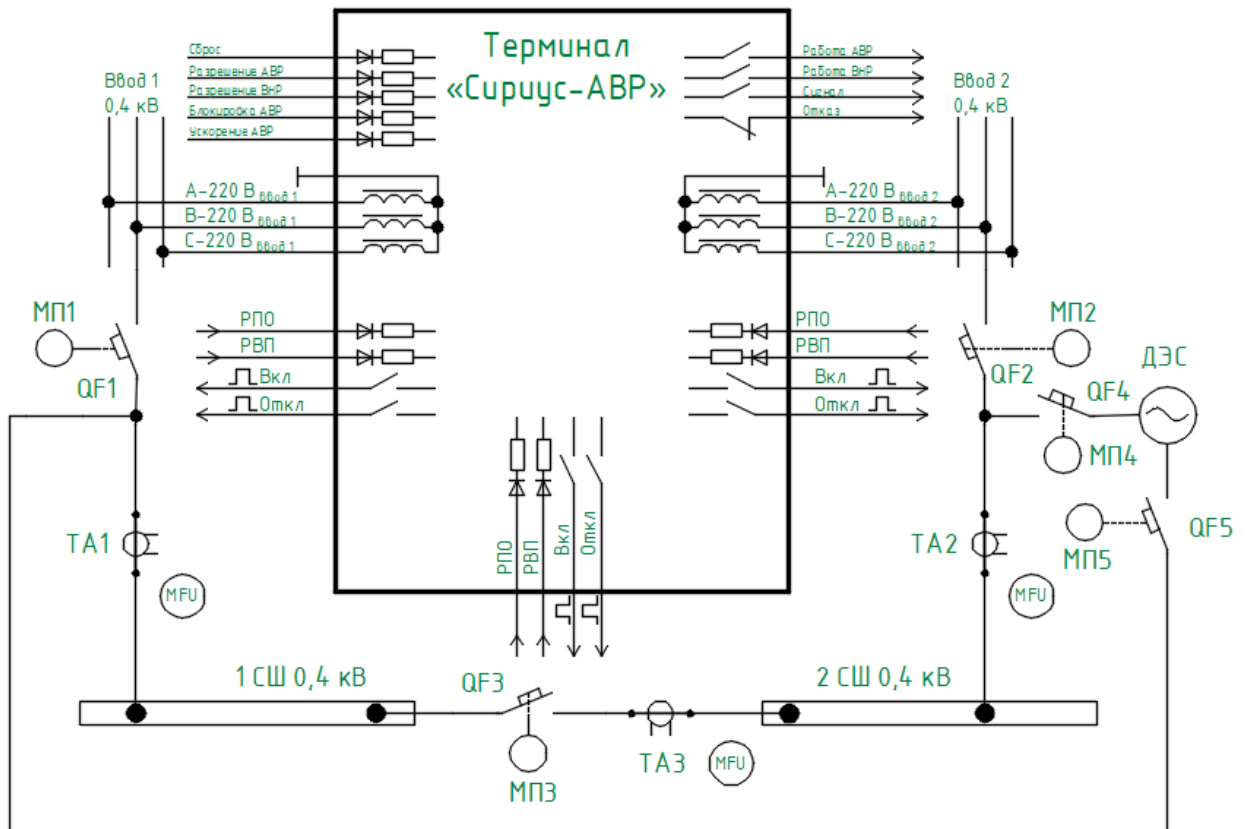 Терминал
«Сириус-АВР»
Сброс
Разрешение АВР
Разрешение ВНР
Блокировка АВР
Ускорение АВР
Работа АВР
Работа ВНР
Сигнал
Отказ
Ввод 1
0,4 кВ
Ввод 2
0,4 кВ
А-220 В ввод 1
В-220 В ввод 1
С-220 В ввод 1
А-220 В ввод 2
В-220 В ввод 2
С-220 В ввод 2
МП1
QF1
РПО
РВП
Вкл
Откл
РПО
РВП
Вкл
Откл
МП2
QF2
ДЭС
QF4
МП4
QF5
МП5
РПО
РВП
Вкл
Откл
ТА1
MFU
ТА2
MFU
1 СШ 0,4 кВ
QF3
2 СШ 0,4 кВ
МП3
ТА3
MFU